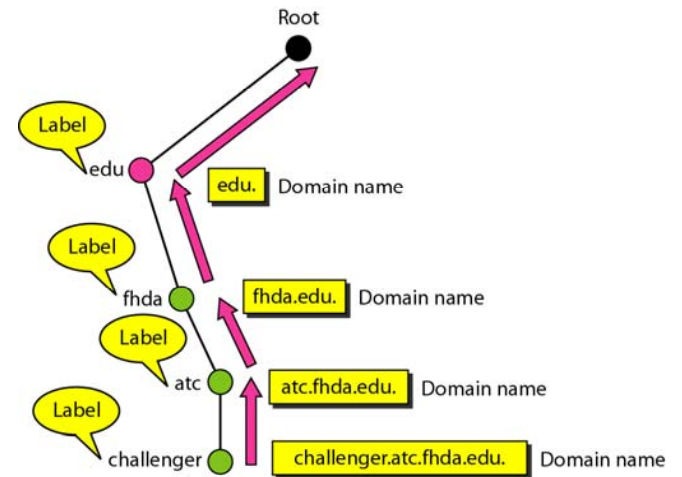 Root
Label
edu
edu. Domain name
Label
fhda
fhda.edu. Domain name
Label
atc
atc.fhda.edu. Domain name
Label
challenger
challenger.atc.fhda.edu. Domain name